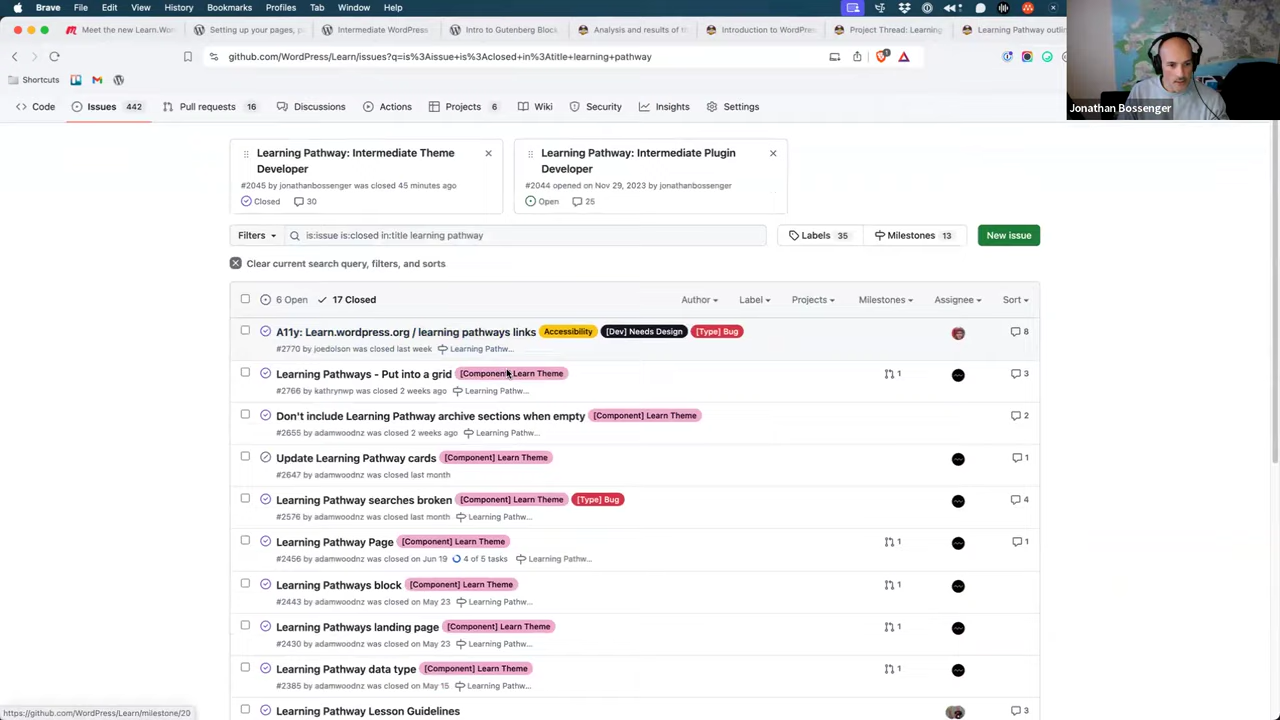 Brave Browser File Edit View History Bookmarks Profiles Tab Window Help
Meet the new Learn.Wor
Setting up your pages, p
Intermediate WordPress
Intro to Gutenberg Block
Analysis and results of th
Introduction to WordPres
Project Thread: Learning
Learning Pathway outlin
github.com/WordPress/Learn/issues?q=is%3Aissue+is%3Aclosed+in%3Atitle+learning+pathway
Shortcuts
Jonathan Bossenger
Code Issues 442 Pull requests 16 Discussions Actions Projects 6 Wiki Security Insights Settings
Learning Pathway: Intermediate Theme Developer
#2045 by jonathanbossenger was closed 45 minutes ago
Closed 30
Learning Pathway: Intermediate Plugin Developer
#2044 opened on Nov 29, 2023 by jonathanbossenger
Open 25
Filters is:issue is:closed in:title learning pathway Labels 35 Milestones 13 New issue
Clear current search query, filters, and sorts
6 Open 17 Closed Author Label Projects Milestones Assignee Sort
A11y: Learn.wordpress.org / learning pathways links Accessibility [Dev] Needs Design [Type] Bug 8
#2770 by joedolson was closed last week Learning Pathw...
Learning Pathways - Put into a grid [Component] Learn Theme 1 3
#2766 by kathrynwp was closed 2 weeks ago Learning Pathw...
Don't include Learning Pathway archive sections when empty [Component] Learn Theme 2
#2655 by adamwoodnz was closed 2 weeks ago Learning Pathw...
Update Learning Pathway cards [Component] Learn Theme 1
#2647 by adamwoodnz was closed last month
Learning Pathway searches broken [Component] Learn Theme [Type] Bug 4
#2576 by adamwoodnz was closed last month Learning Pathw...
Learning Pathway Page [Component] Learn Theme 1 1
#2456 by adamwoodnz was closed on Jun 19 4 of 5 tasks Learning Pathw...
Learning Pathways block [Component] Learn Theme 1
#2443 by adamwoodnz was closed on May 23 Learning Pathw...
Learning Pathways landing page [Component] Learn Theme 1
#2430 by adamwoodnz was closed on May 23 Learning Pathw...
Learning Pathway data type [Component] Learn Theme 1
#2385 by adamwoodnz was closed on May 15 Learning Pathw...
Learning Pathway Lesson Guidelines 3
https://github.com/WordPress/Learn/milestone/20